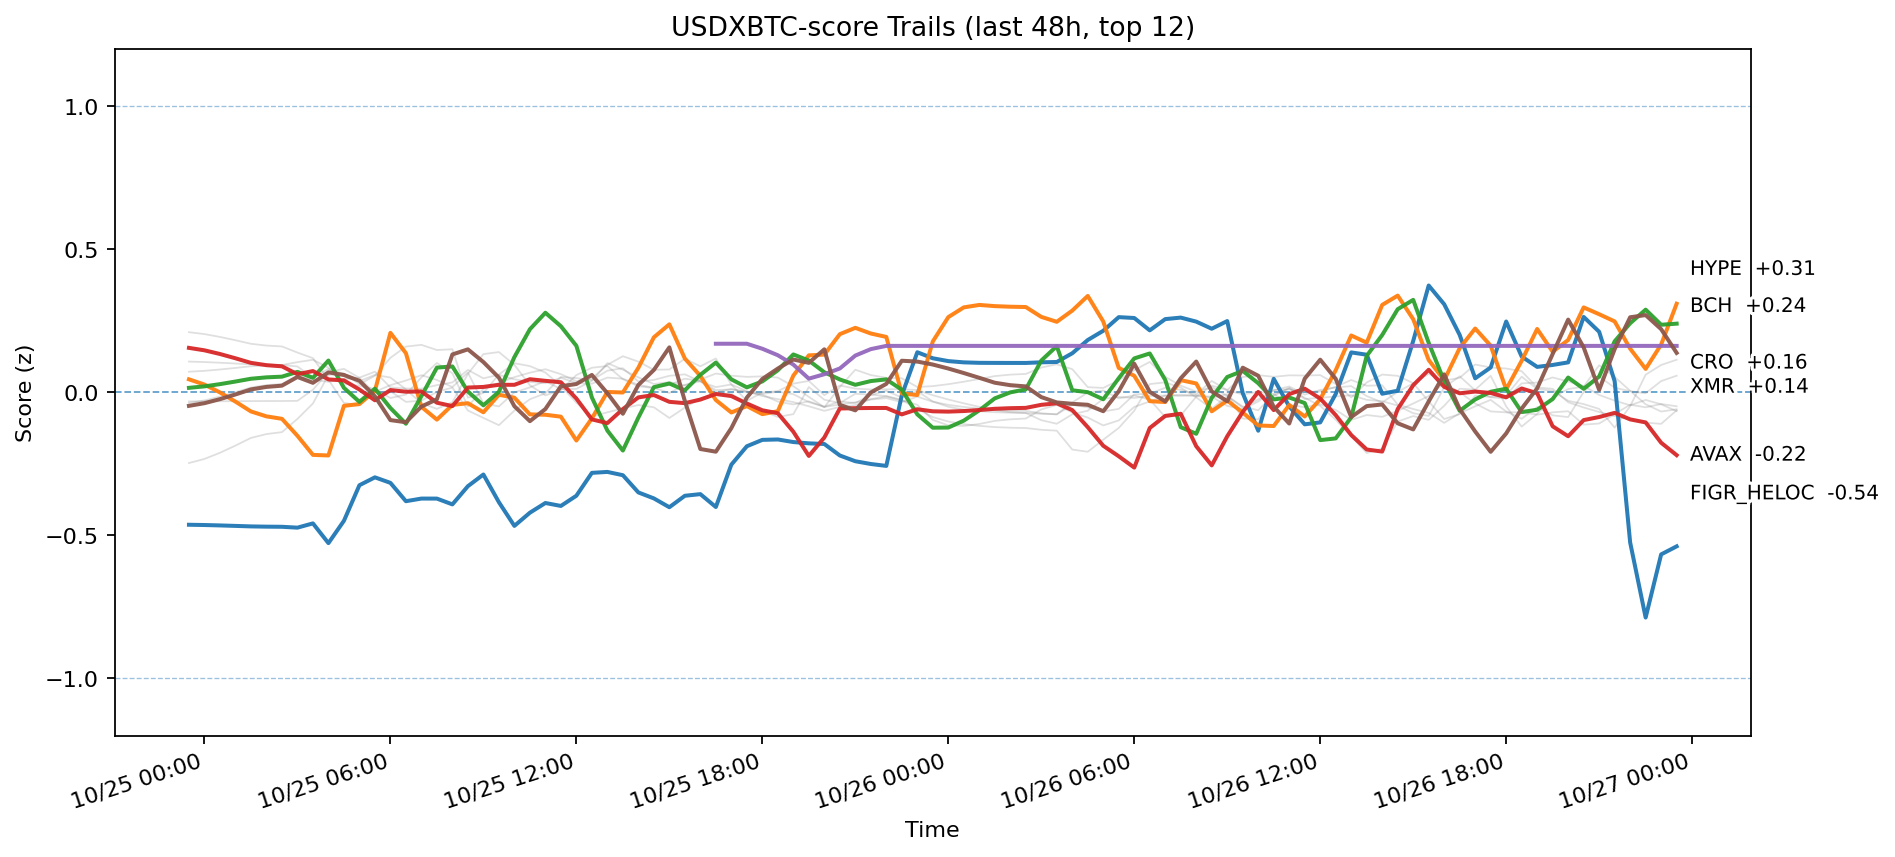 USDXBTC-score Trails (last 48h, top 12)
Score (z)
1.0
0.5
0.0
−0.5
−1.0
HYPE +0.31
BCH +0.24
CRO +0.16
XMR +0.14
AVAX -0.22
FIGR_HELOC -0.54
10/25 00:00
10/25 06:00
10/25 12:00
10/25 18:00
10/26 00:00
10/26 06:00
10/26 12:00
10/26 18:00
10/27 00:00
Time